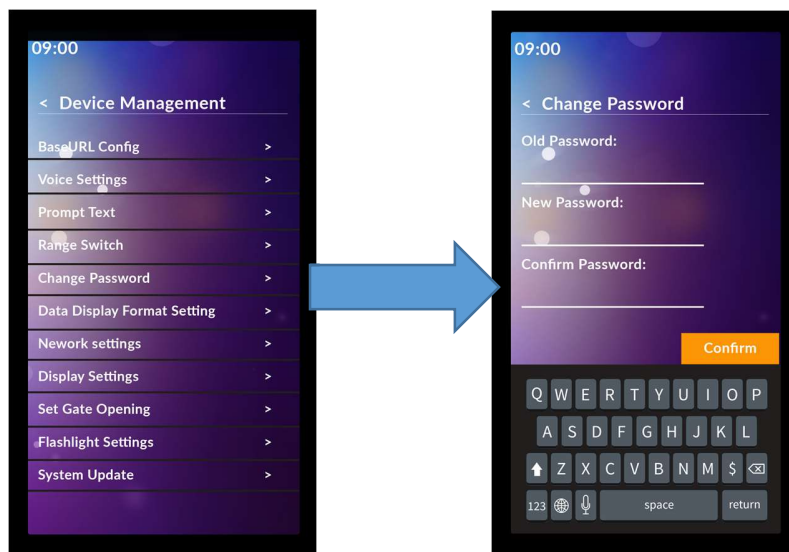 09:00
< Device Management
BaseURL Config >
Voice Settings >
Prompt Text >
Range Switch >
Change Password >
Data Display Format Setting >
Nework settings >
Display Settings >
Set Gate Opening >
Flashlight Settings >
System Update >
09:00
< Change Password
Old Password:
New Password:
Confirm Password:
Confirm
Q W E R T Y U I O P
A S D F G H J K L
Z X C V B N M $
123 space return